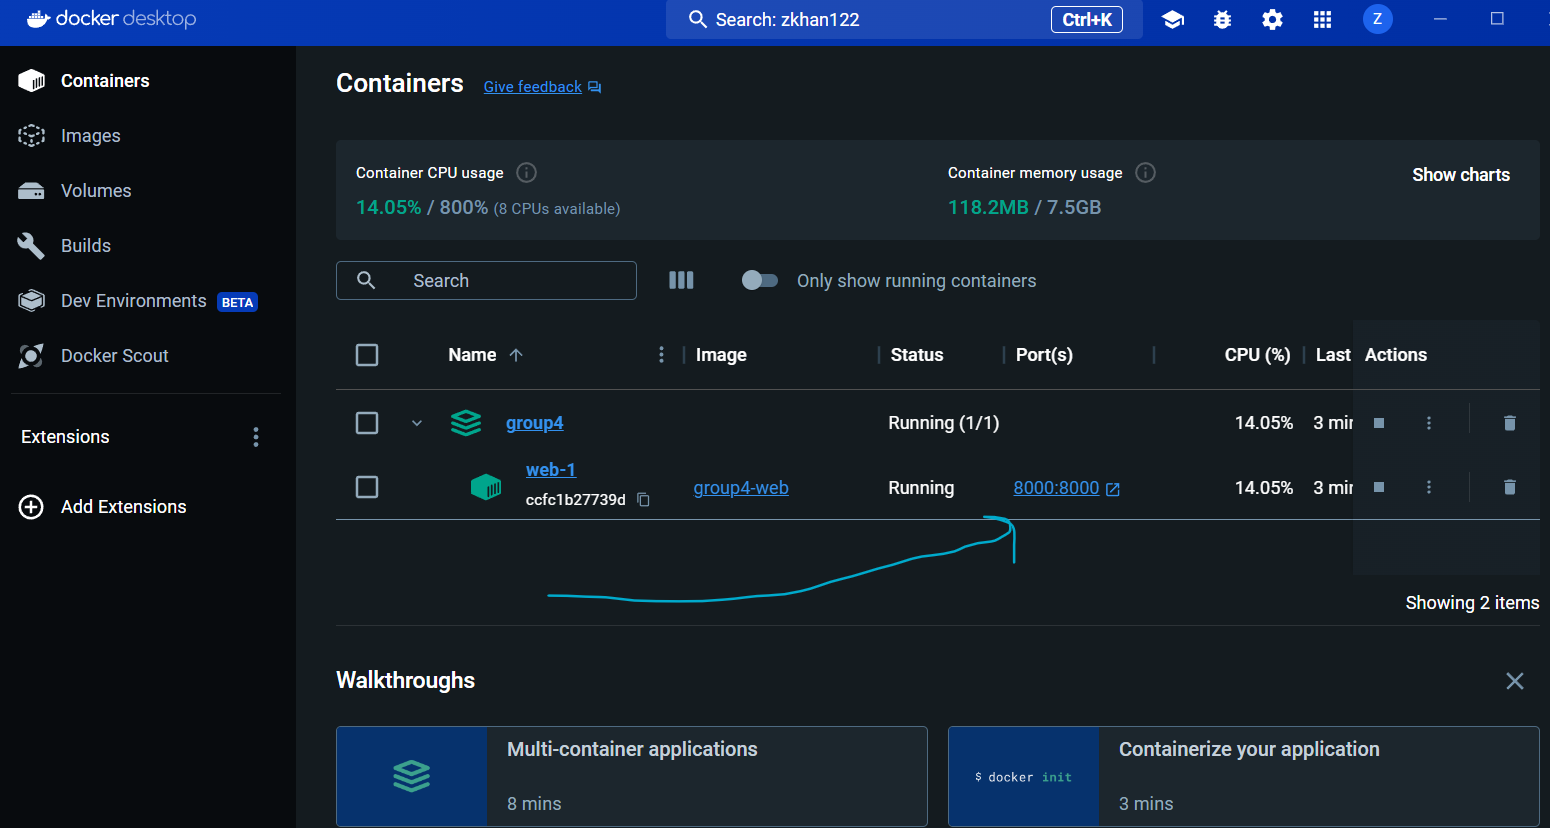 docker desktop
Search: zkhan122
Ctrl+K
Z
Containers
Images
Volumes
Builds
Dev Environments BETA
Docker Scout
Extensions
Add Extensions
Containers Give feedback
Container CPU usage
14.05% / 800% (8 CPUs available)
Container memory usage
118.2MB / 7.5GB
Show charts
Search
Only show running containers
Name Image Status Port(s) CPU (%) Last Actions
group4 Running (1/1) 14.05% 3 min
web-1
ccfc1b27739d
group4-web Running 8000:8000 14.05% 3 min
Showing 2 items
Walkthroughs
Multi-container applications
8 mins
$ docker init
Containerize your application
3 mins